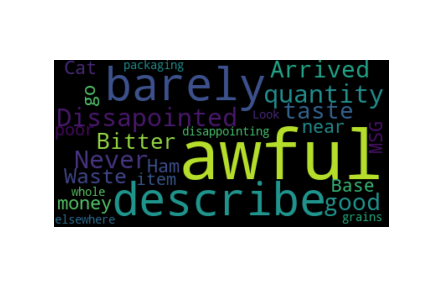 Cat packaging Arrived
go barely quantity
Dissapointed Look taste
poor Bitter disappointing near MSG
Never Ham awful
Waste item Base
whole money describe good
elsewhere grains